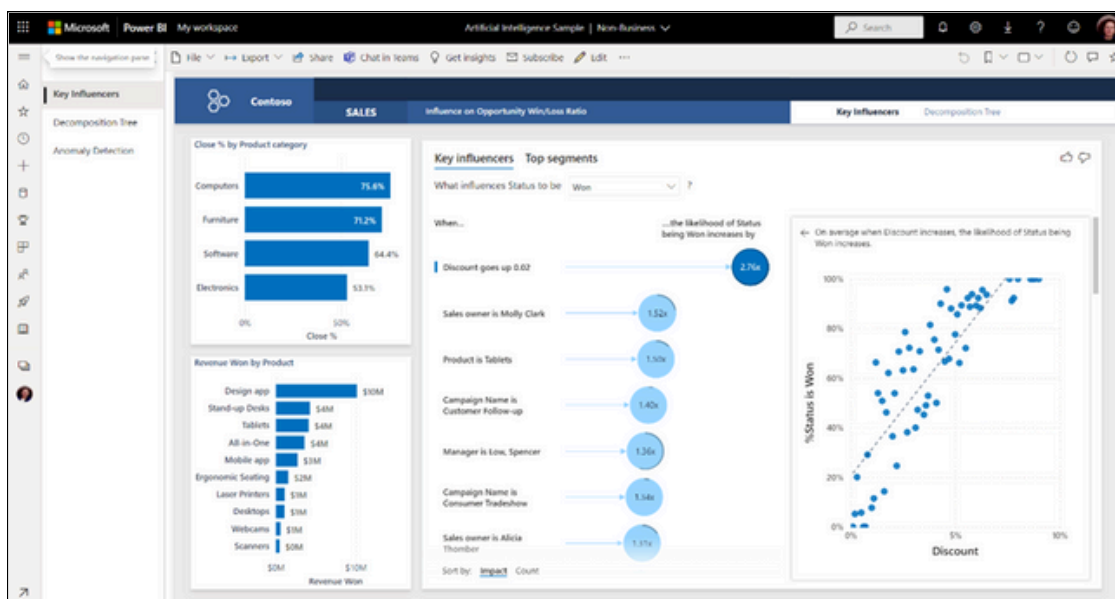 Microsoft Power BI My workspace Artificial Intelligence Sample | Non-Business Search
Show the navigation pane File Export Share Chat in Teams Get insights Subscribe Edit ...
Key Influencers
Decomposition Tree
Anomaly Detection
Contoso
SALES
Influence on Opportunity Win/Loss Ratio
Key Influencers Decomposition Tree
Close % by Product category
Computers 75.6%
Furniture 71.2%
Software 64.4%
Electronics 53.1%
0% 50%
Close %
Revenue Won by Product
Design app $10M
Stand-up Desks $4M
Tablets $4M
All-in-One $4M
Mobile app $3M
Ergonomic Seating $2M
Laser Printers $1M
Desktops $1M
Webcams $1M
Scanners $0M
$0M $10M
Revenue Won
Key influencers Top segments
What influences Status to be Won ?
When...
...the likelihood of Status
being Won increases by
Discount goes up 0.02 2.76x
Sales owner is Molly Clark 1.52x
Product is Tablets 1.50x
Campaign Name is
Customer Follow-up 1.40x
Manager is Low, Spencer 1.36x
Campaign Name is
Consumer Tradeshow 1.34x
Sales owner is Alicia
Thomber 1.31x
Sort by: Impact Count
← On average when Discount increases, the likelihood of Status being
Won increases.
100%
80%
60%
40%
20%
0%
%Status is Won
0% 5% 10%
Discount